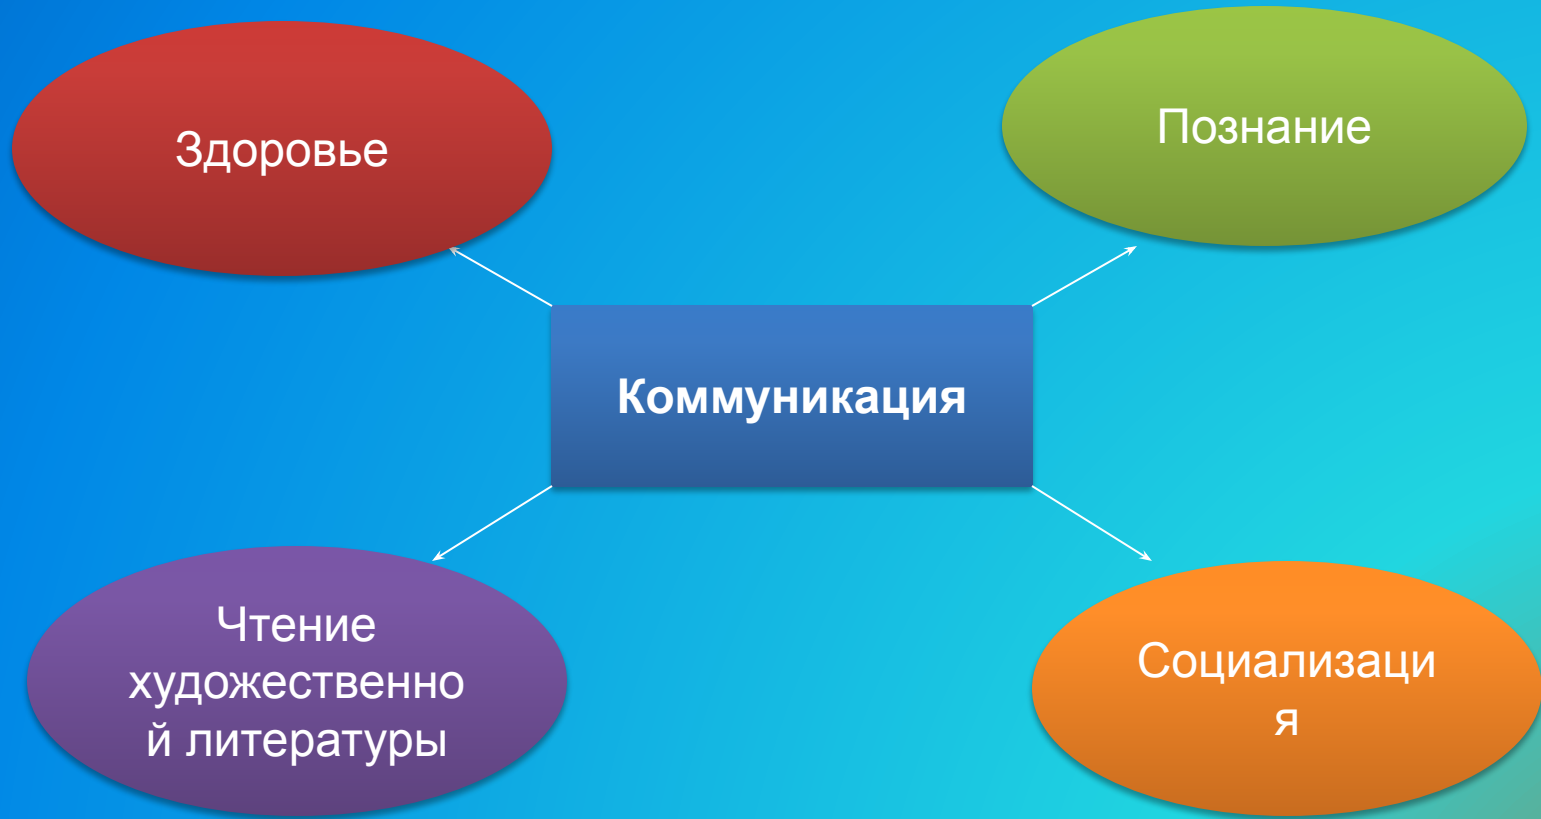 Здоровье
Познание
Коммуникация
Чтение
художественно
й литературы
Социализаци
я